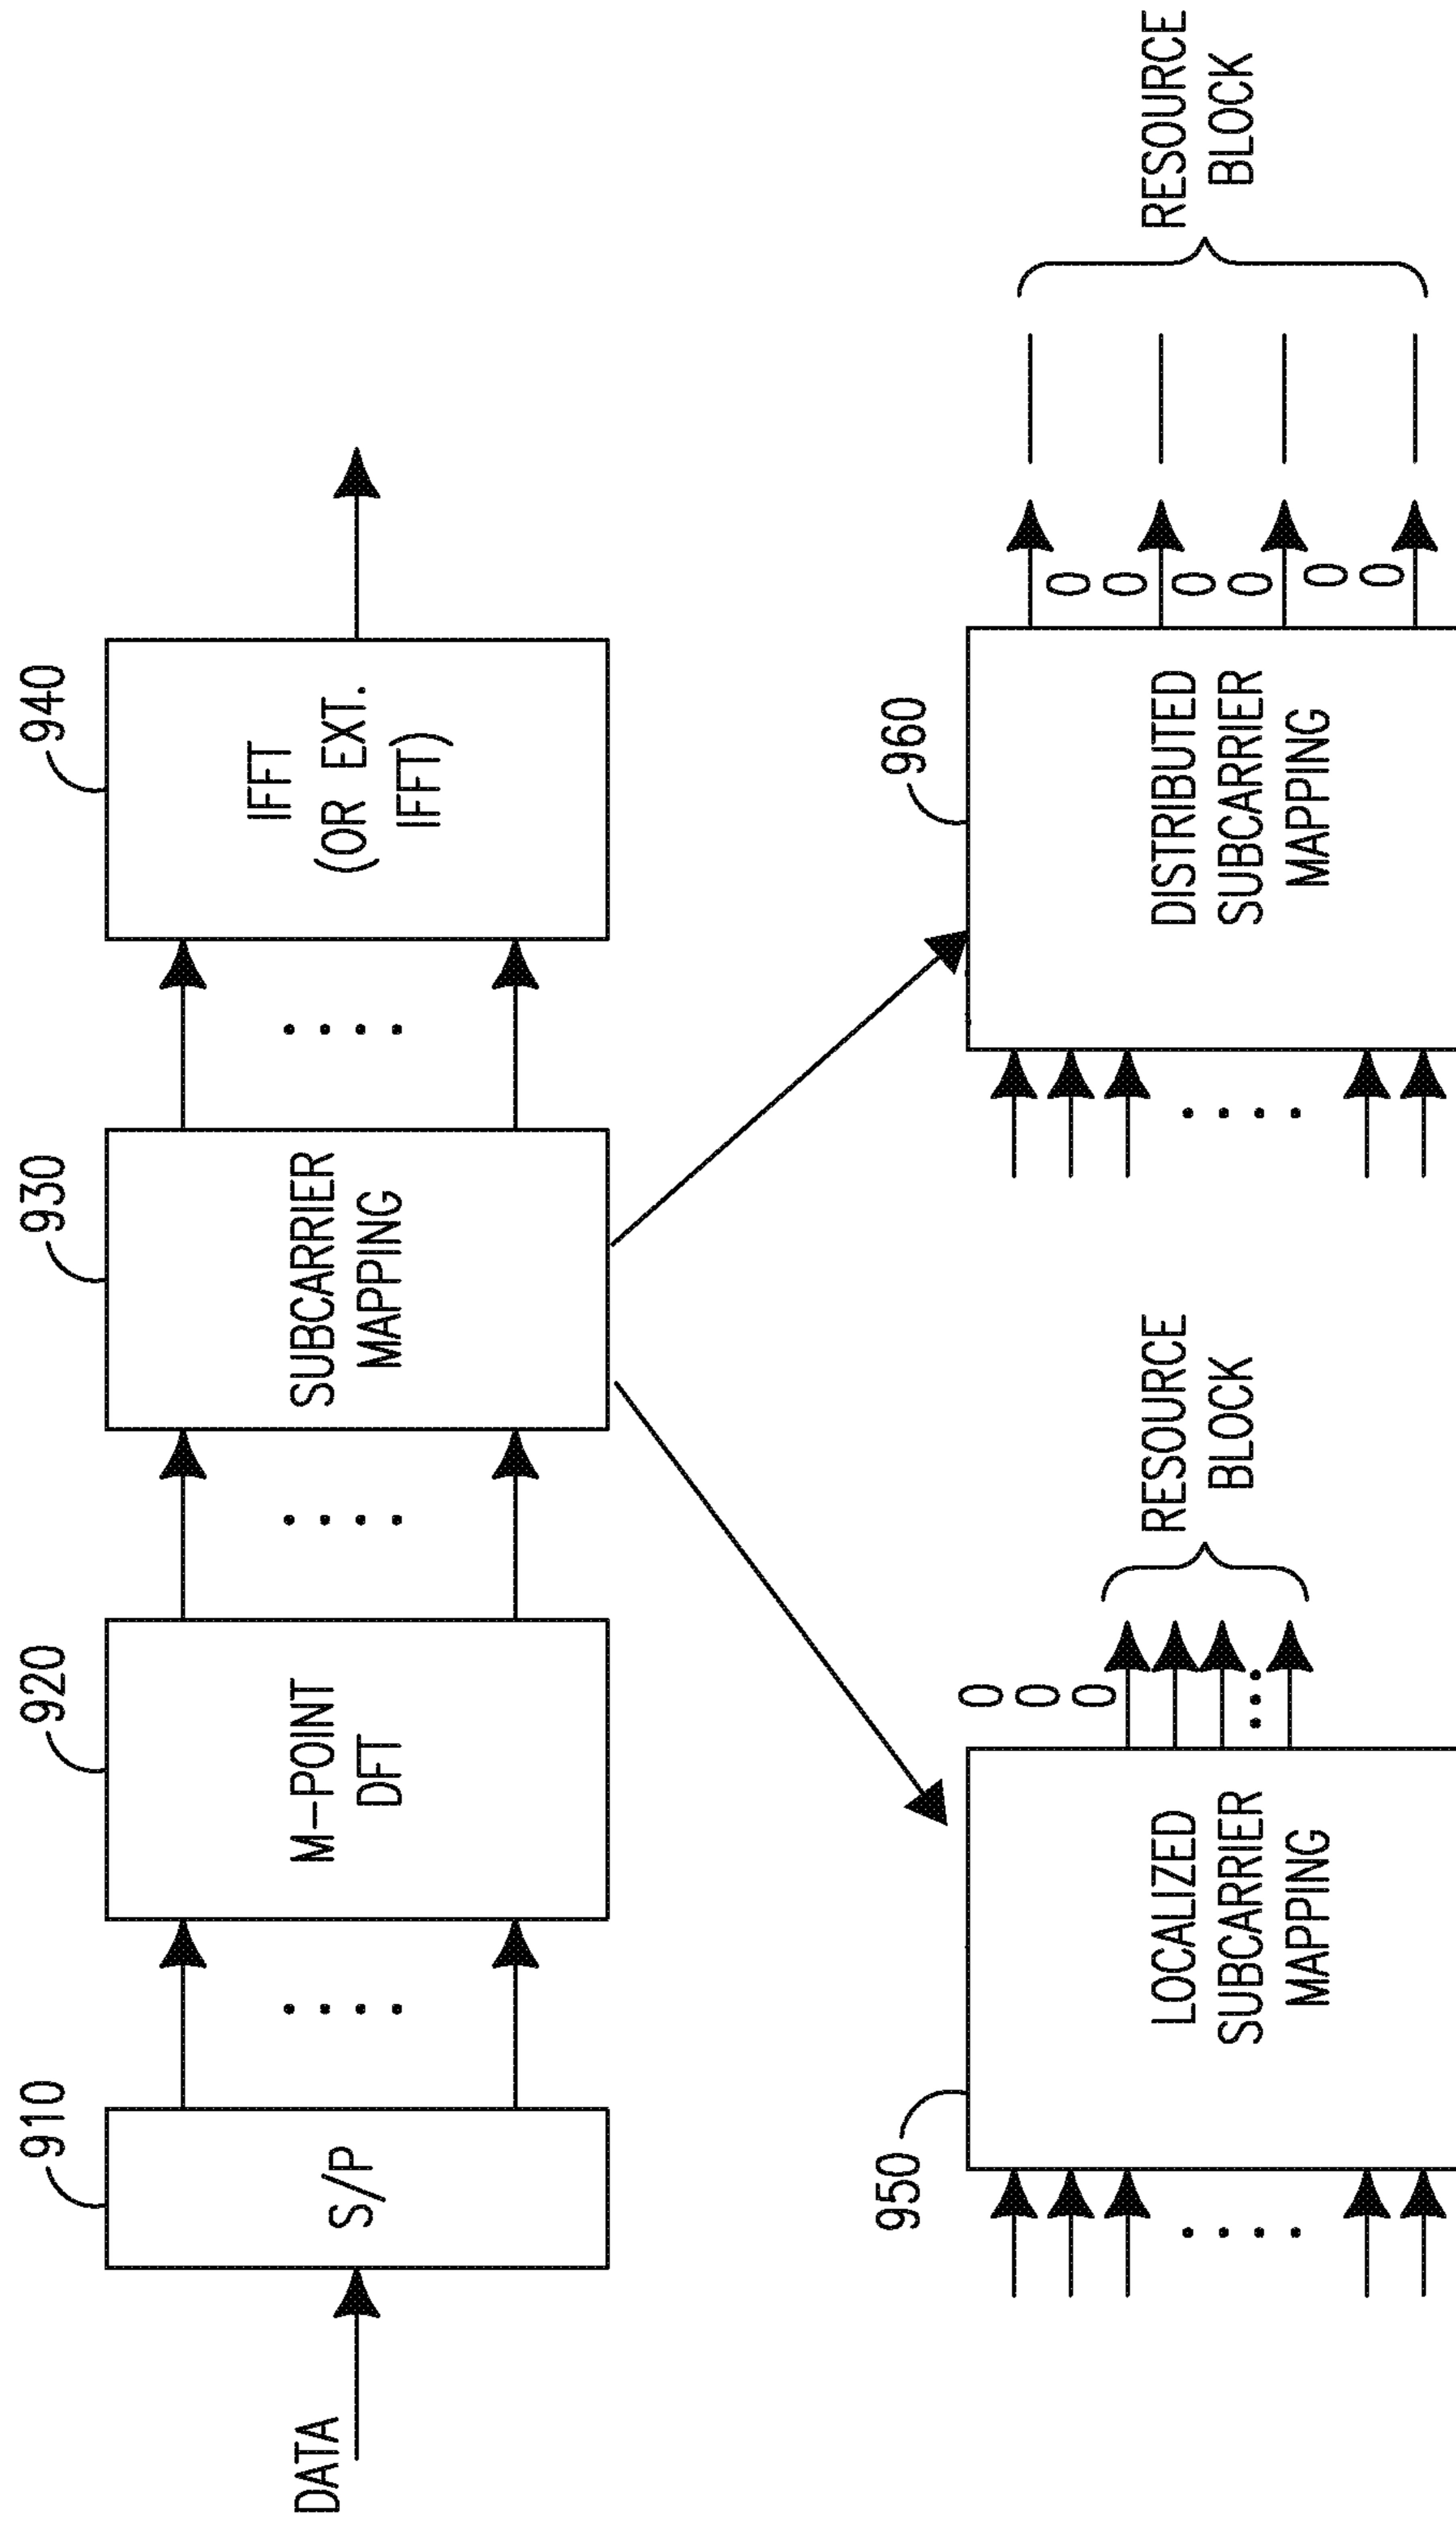 910
920
930
940
DATA
S/P
M-POINT
DFT
SUBCARRIER
MAPPING
IFFT
(OR EXT.
IFFT)
950
LOCALIZED
SUBCARRIER
MAPPING
0
0
0
RESOURCE
BLOCK
960
DISTRIBUTED
SUBCARRIER
MAPPING
0
0
0
0
0
0
RESOURCE
BLOCK